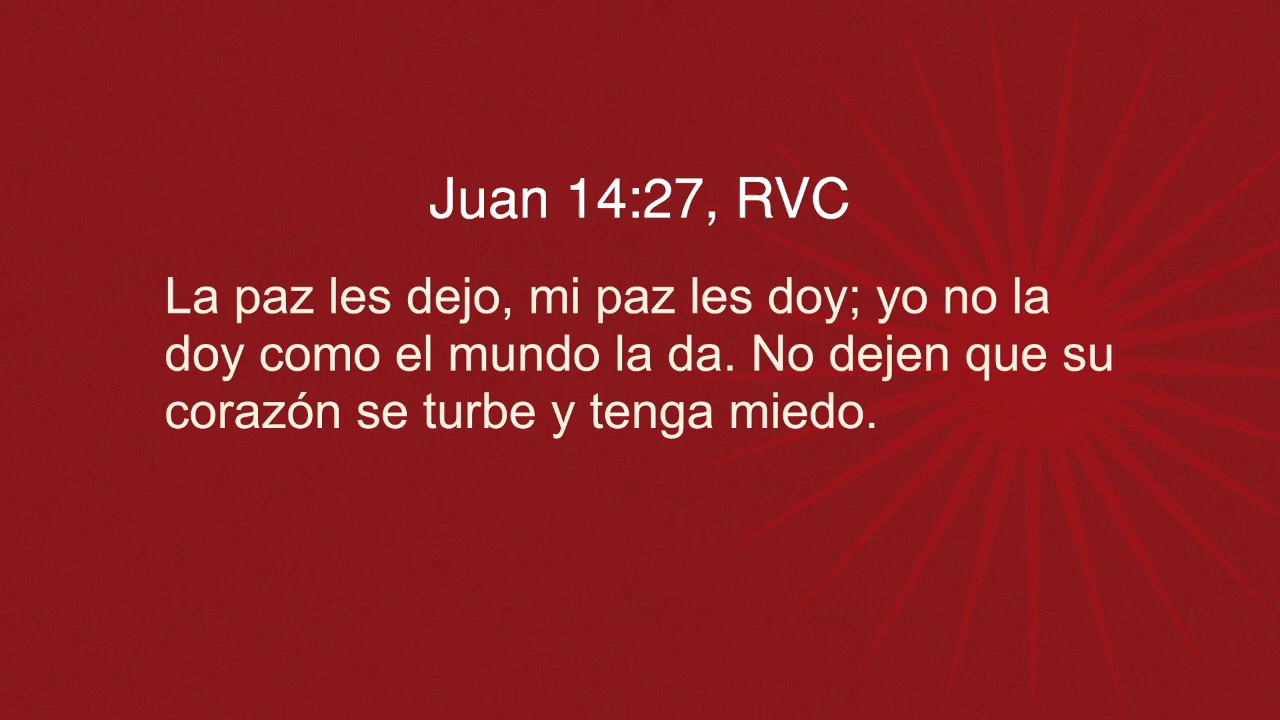 Juan 14:27, RVC
La paz les dejo, mi paz les doy; yo no la
doy como el mundo la da. No dejen que su
corazón se turbe y tenga miedo.